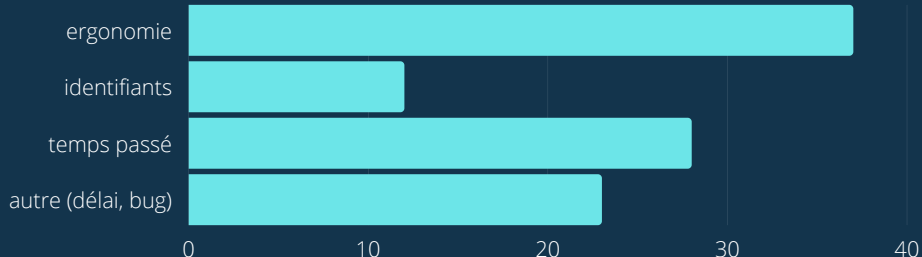 ergonomie
identifiants
temps passé
autre (délai, bug)
0 10 20 30 40